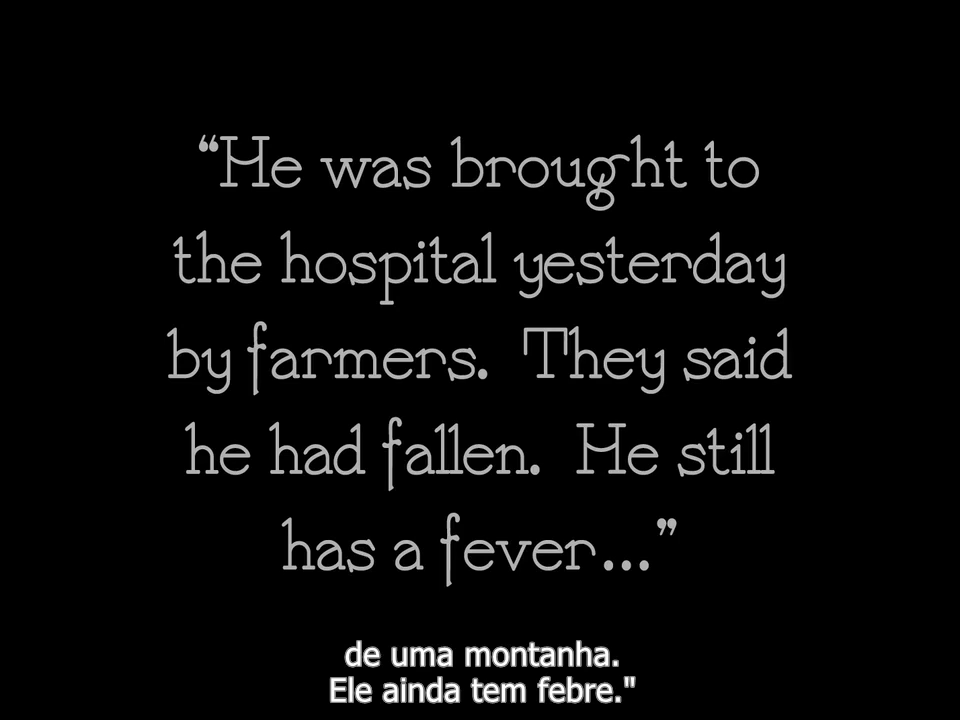 “He was brought to
the hospital yesterday
by farmers. They said
he had fallen. He still
has a fever...”
de uma montanha.
Ele ainda tem febre."